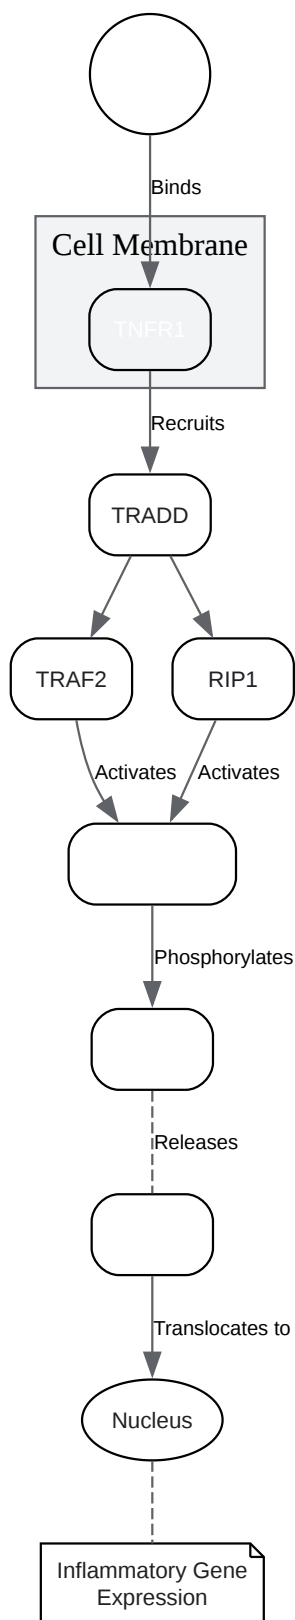 Binds
Cell Membrane
TNFR1
Recruits
TRADD
TRAF2
RIP1
Activates
Activates
Phosphorylates
Releases
Translocates to
Nucleus
Inflammatory Gene
Expression